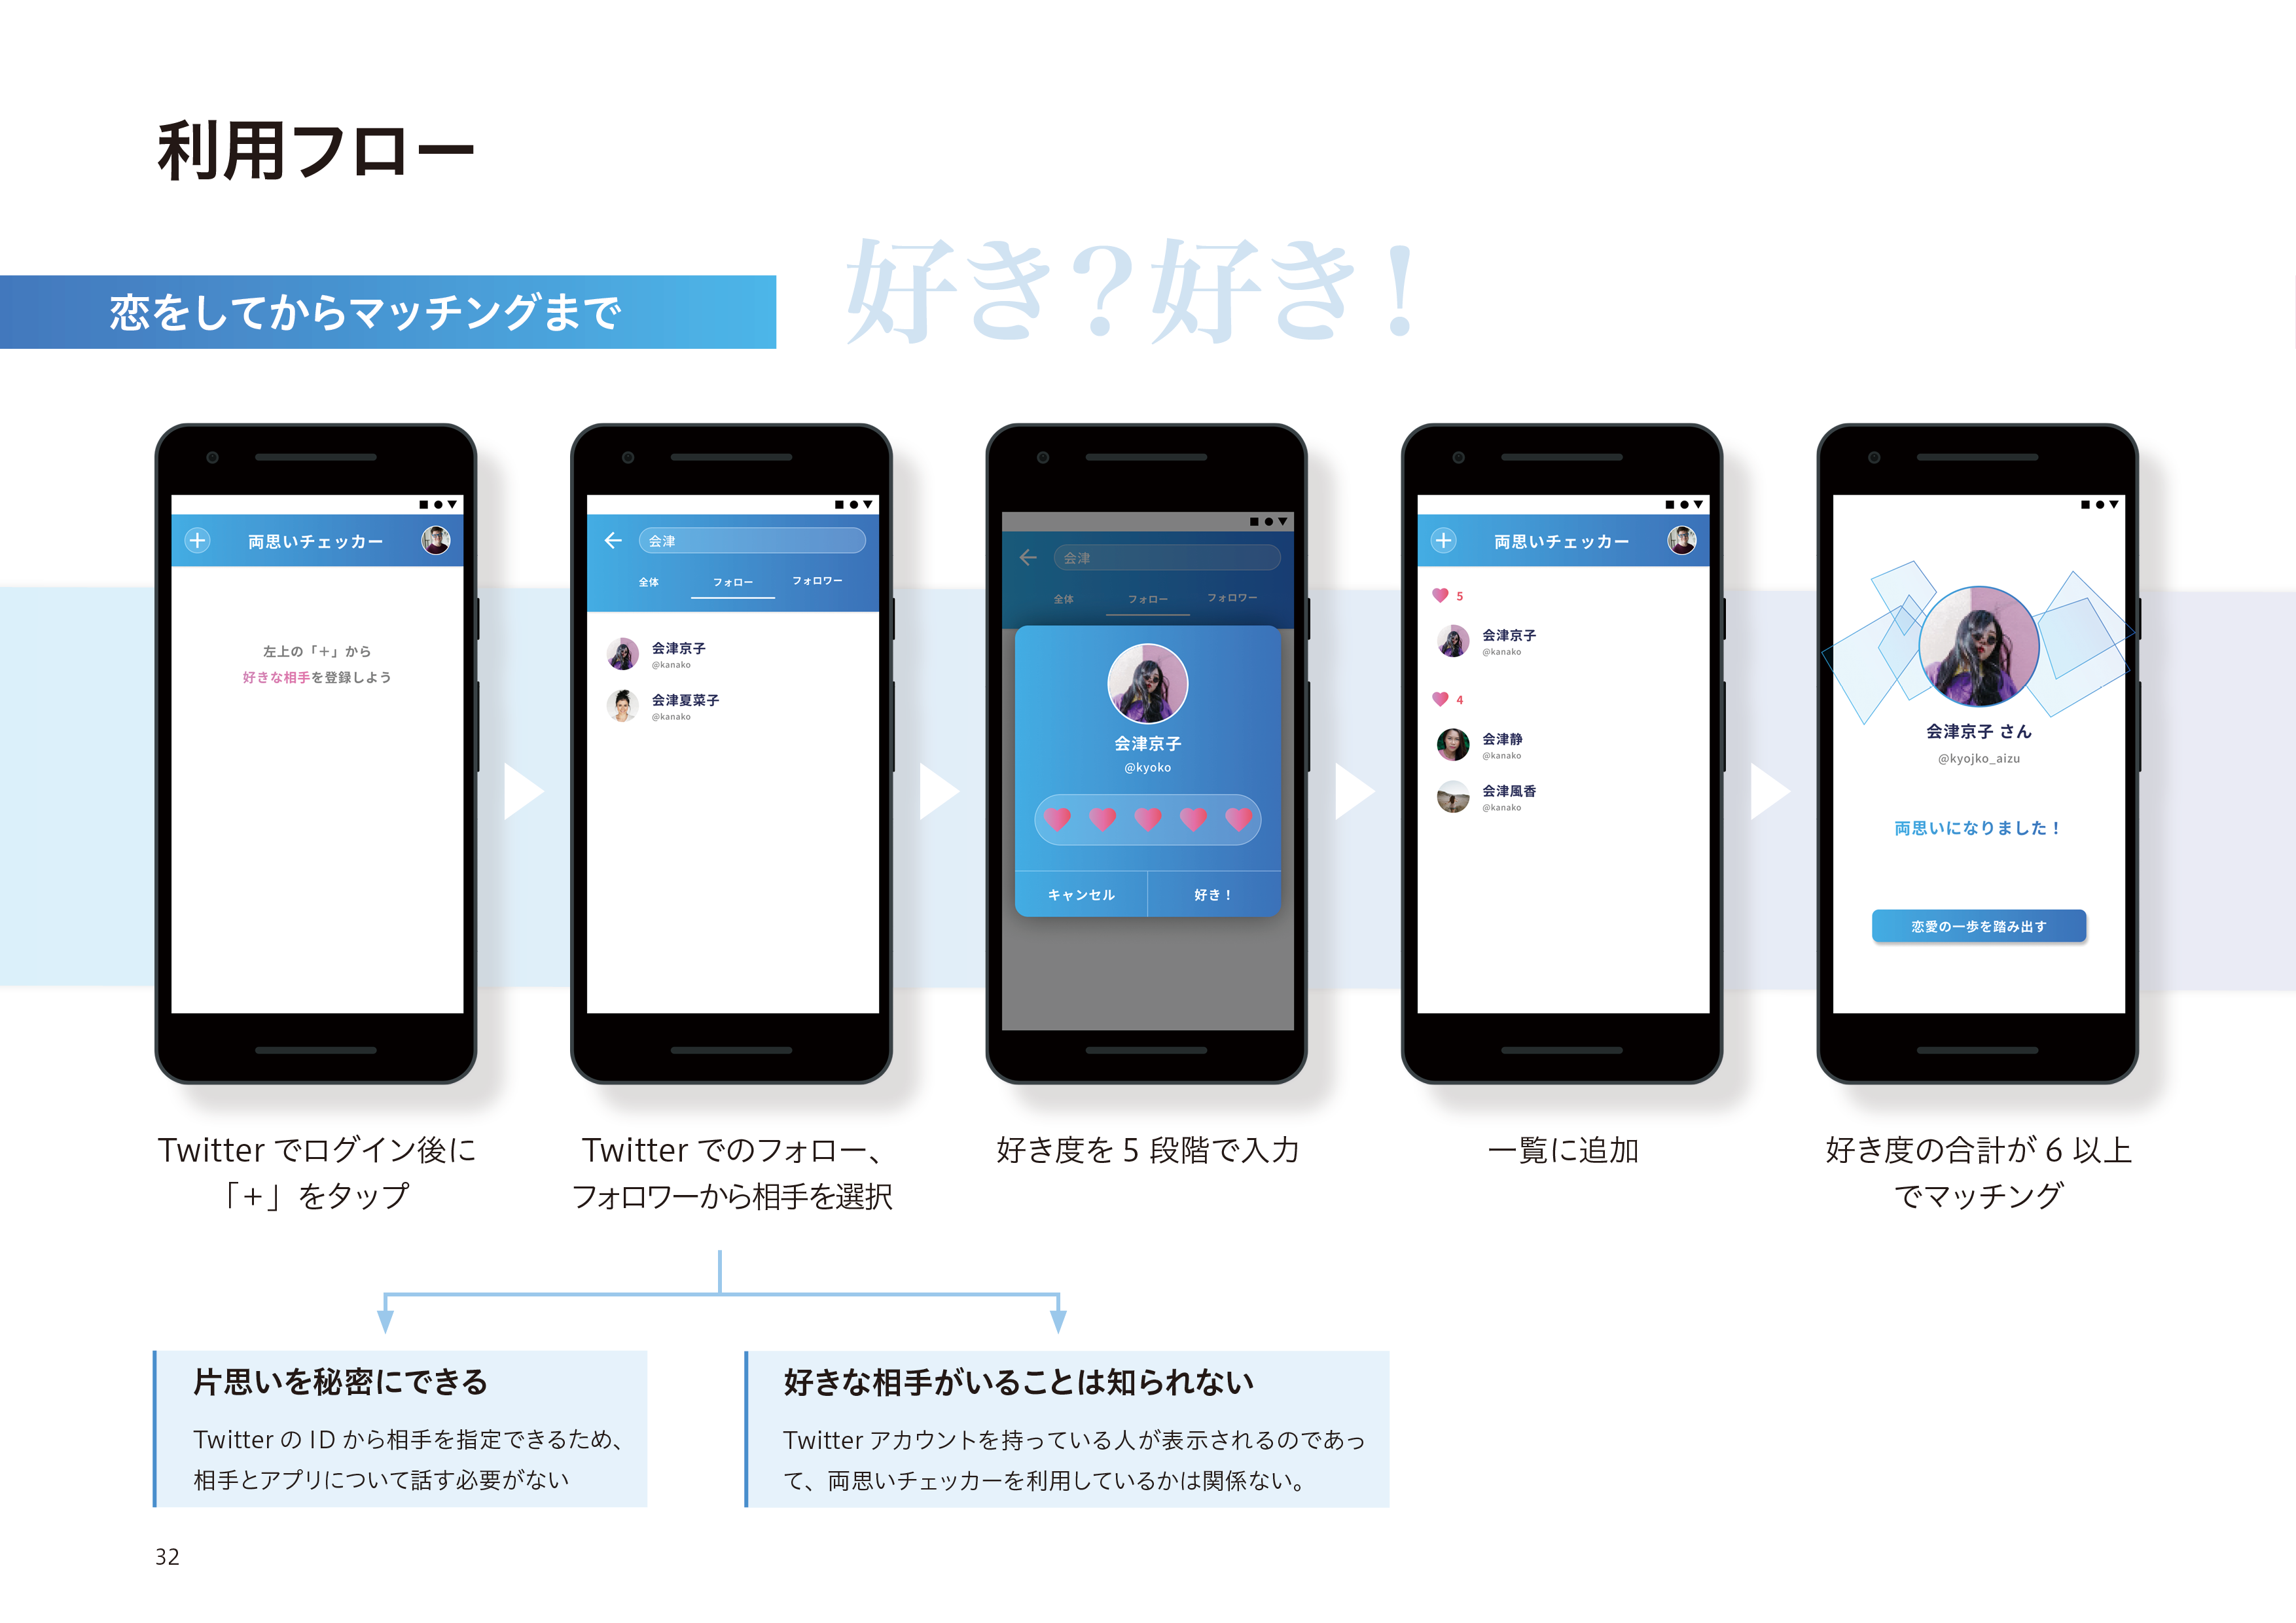 利用フロー
恋をしてからマッチングまで
好き？好き！
両思いチェッカー
左上の「＋」から
好きな相手を登録しよう
Twitter でログイン後に
「+」をタップ
会津
全体 フォロー フォロワー
会津京子
@kanako
会津夏菜子
@kanako
Twitter でのフォロー、
フォロワーから相手を選択
会津
全体 フォロー フォロワー
会津京子
@kyoko
キャンセル 好き！
好き度を 5 段階で入力
両思いチェッカー
5
会津京子
@kanako
4
会津静
@kanako
会津風香
@kanako
一覧に追加
会津京子 さん
@kyojko_aizu
両思いになりました！
恋愛の一歩を踏み出す
好き度の合計が 6 以上
でマッチング
片思いを秘密にできる
Twitter の ID から相手を指定できるため、
相手とアプリについて話す必要がない
好きな相手がいることは知られない
Twitter アカウントを持っている人が表示されるのであっ
て、両思いチェッカーを利用しているかは関係ない。
32